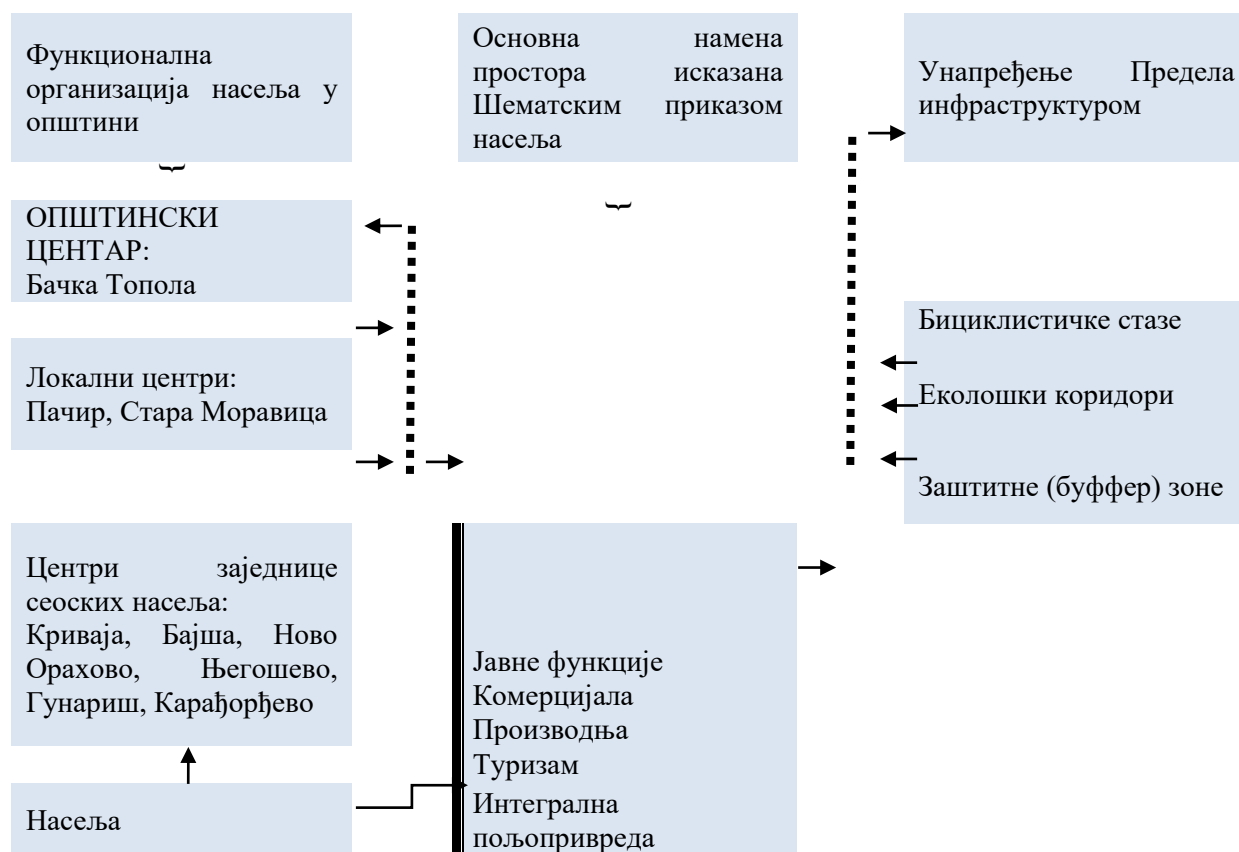 Функционална
организација насеља у
општини
ОПШТИНСКИ
ЦЕНТАР:
Бачка Топола
Локални центри:
Пачир, Стара Моравица
Центри заједнице
сеоских насеља:
Криваја, Бајша, Ново
Орахово, Његошево,
Гунариш, Карађорђево
Насеља
Основна намена
простора исказана
Шематским приказом
насеља
Јавне функције
Комерцијала
Производња
Туризам
Интегрална
пољопривреда
Унапређење Предела
инфраструктуром
Бициклистичке стазе
Еколошки коридори
Заштитне (буффер) зоне